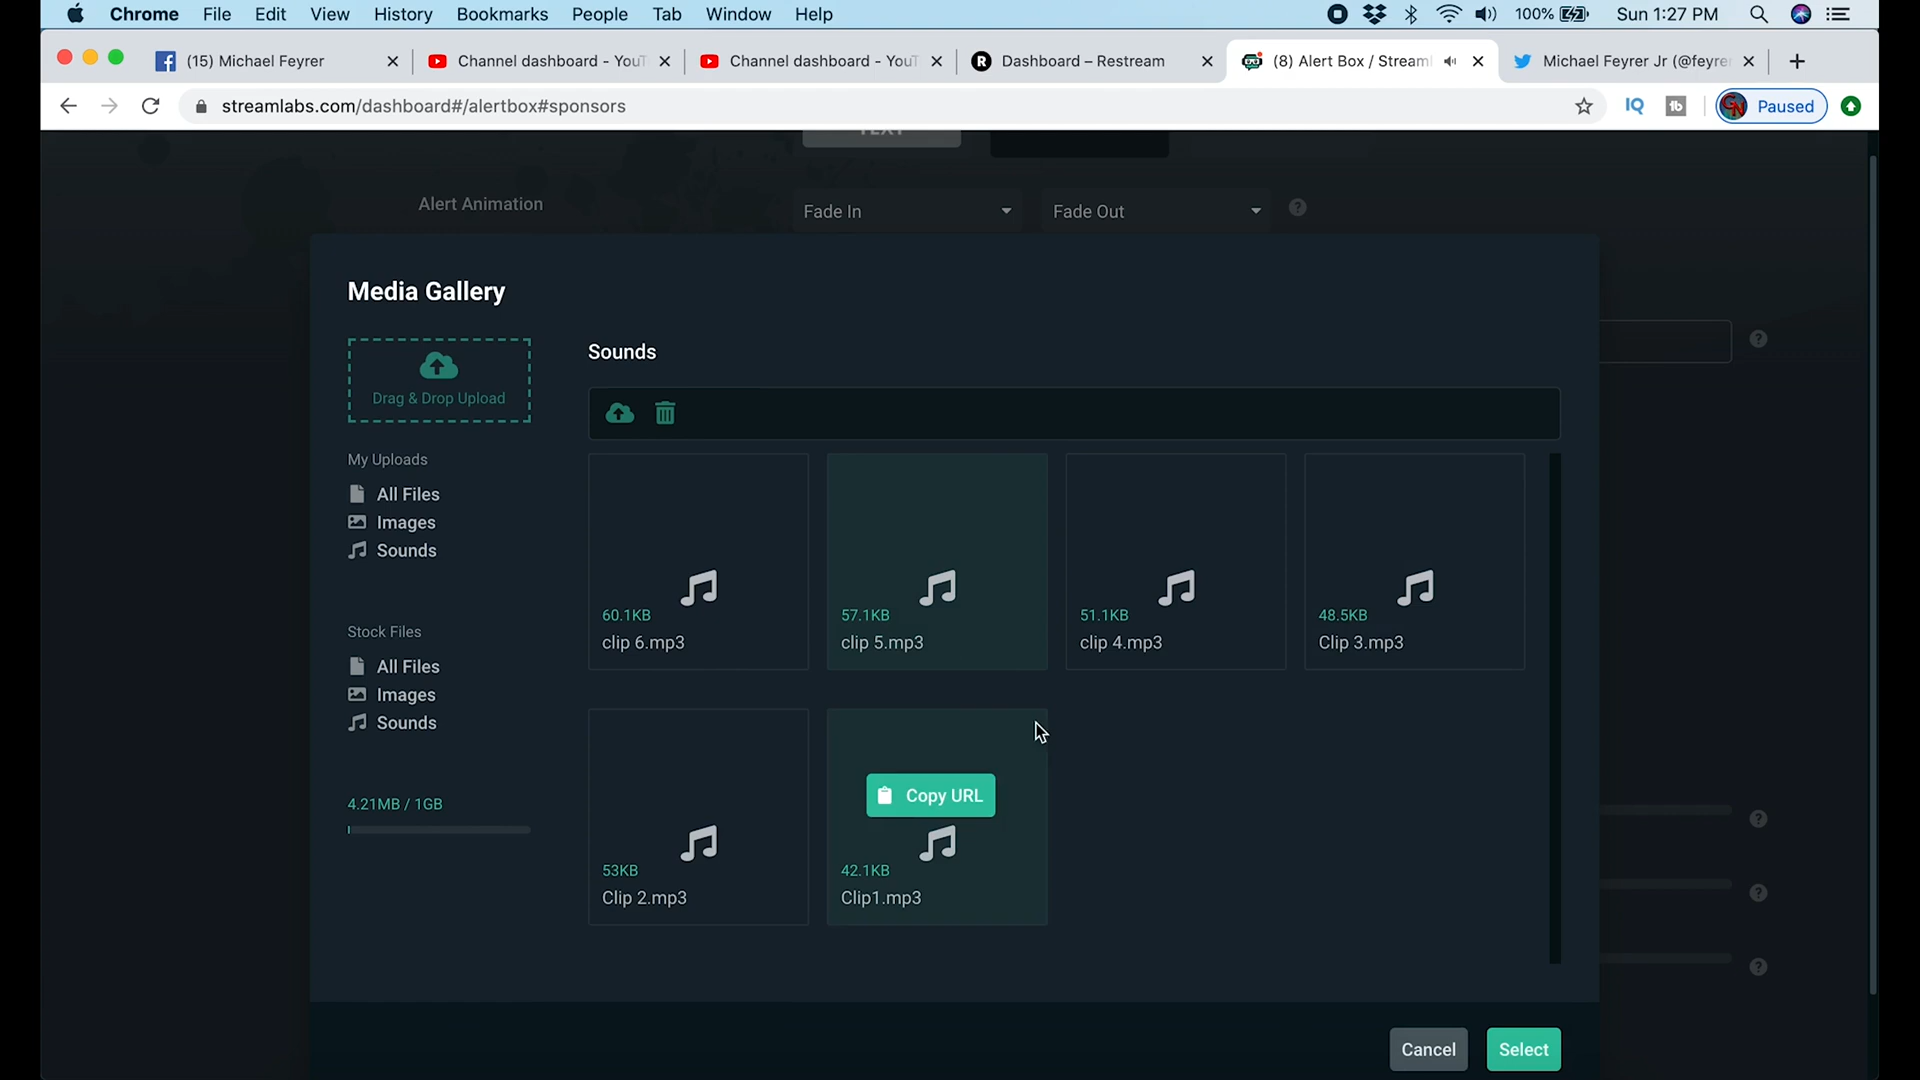 Chrome File Edit View History Bookmarks People Tab Window Help 100% Sun 1:27 PM
(15) Michael Feyrer Channel dashboard - YouT Channel dashboard - YouT Dashboard – Restream (8) Alert Box / Streaml Michael Feyrer Jr (@feyre
streamlabs.com/dashboard#/alertbox#sponsors IQ tb GN Paused
TEXT
Alert Animation Fade In Fade Out ?
Media Gallery
Drag & Drop Upload
My Uploads
All Files
Images
Sounds
Stock Files
All Files
Images
Sounds
4.21MB / 1GB
Sounds
60.1KB
clip 6.mp3
57.1KB
clip 5.mp3
51.1KB
clip 4.mp3
48.5KB
Clip 3.mp3
53KB
Clip 2.mp3
Copy URL
42.1KB
Clip1.mp3
?
?
?
?
Cancel Select